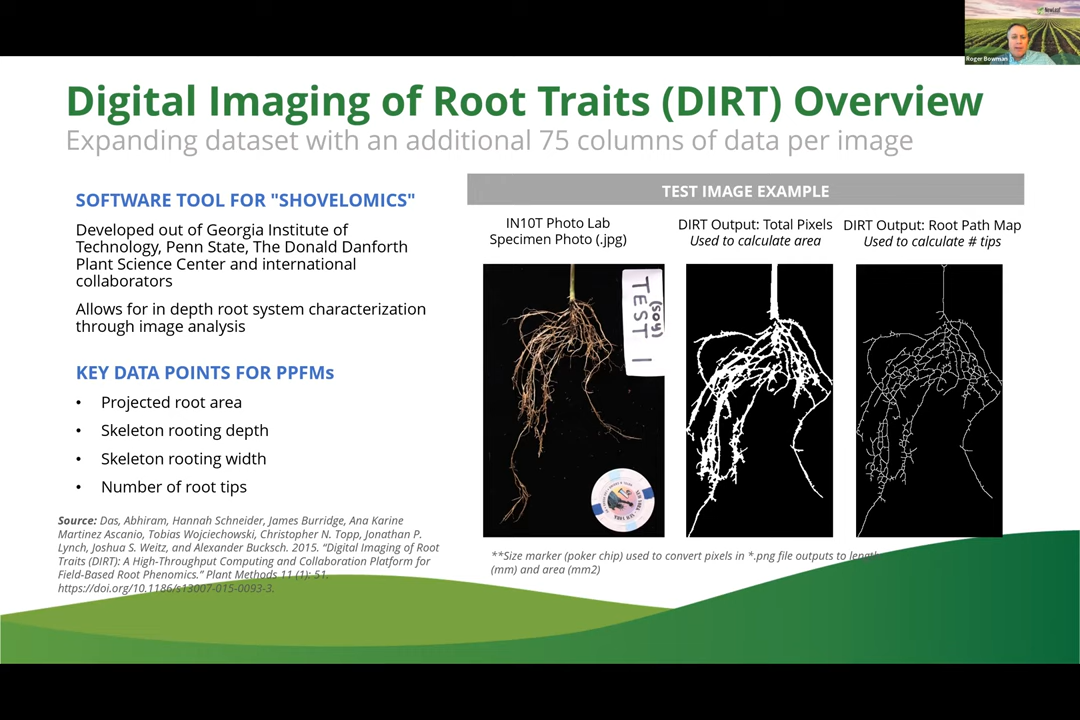 NewLeaf
Roger Bowman
Digital Imaging of Root Traits (DIRT) Overview
Expanding dataset with an additional 75 columns of data per image
SOFTWARE TOOL FOR "SHOVELOMICS"
Developed out of Georgia Institute of
Technology, Penn State, The Donald Danforth
Plant Science Center and international
collaborators
Allows for in depth root system characterization
through image analysis
KEY DATA POINTS FOR PPFMs
• Projected root area
• Skeleton rooting depth
• Skeleton rooting width
• Number of root tips
Source: Das, Abhiram, Hannah Schneider, James Burridge, Ana Karine
Martinez Ascanio, Tobias Wojciechowski, Christopher N. Topp, Jonathan P.
Lynch, Joshua S. Weitz, and Alexander Bucksch. 2015. “Digital Imaging of Root
Traits (DIRT): A High-Throughput Computing and Collaboration Platform for
Field-Based Root Phenomics.” Plant Methods 11 (1): 51.
https://doi.org/10.1186/s13007-015-0093-3.
TEST IMAGE EXAMPLE
IN10T Photo Lab
Specimen Photo (.jpg)
DIRT Output: Total Pixels
Used to calculate area
DIRT Output: Root Path Map
Used to calculate # tips
TEST 1
(soy)
**Size marker (poker chip) used to convert pixels in *.png file outputs to length
(mm) and area (mm2)